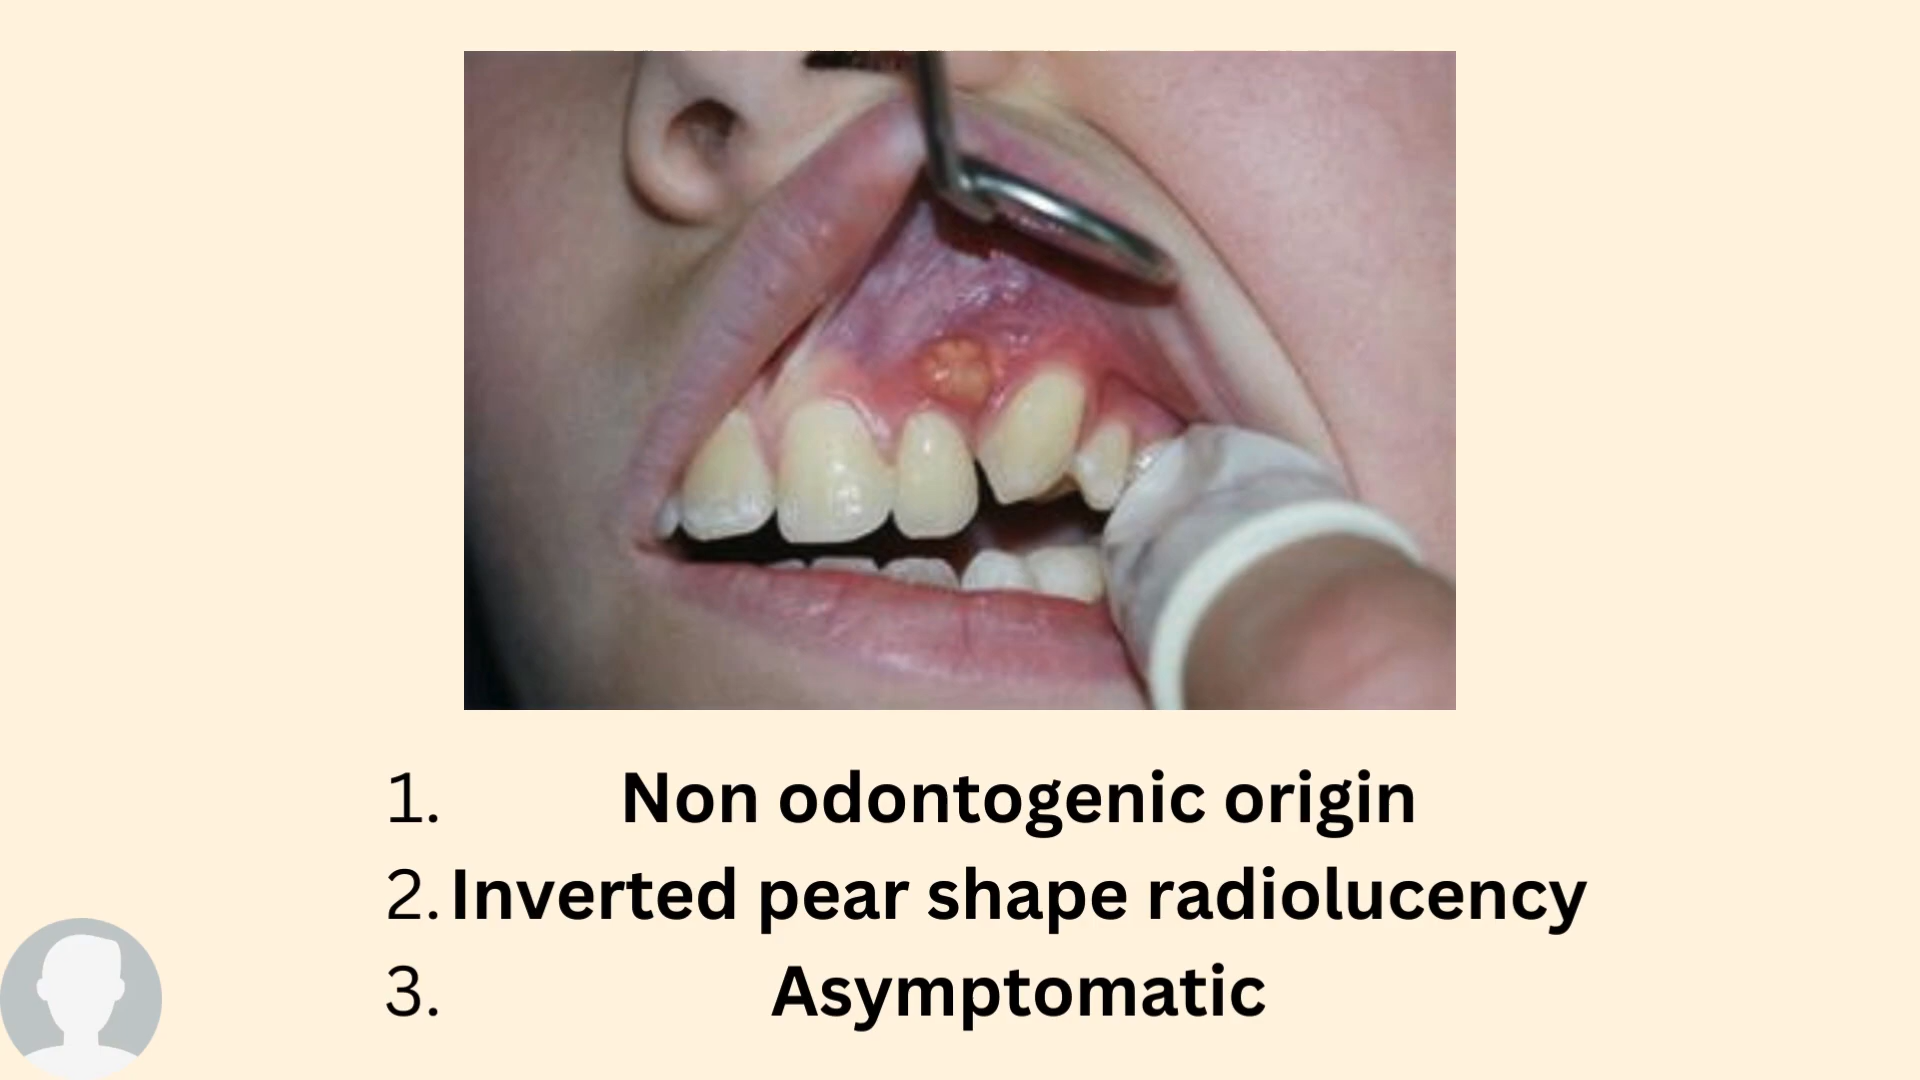 1. Non odontogenic origin
2. Inverted pear shape radiolucency
3. Asymptomatic